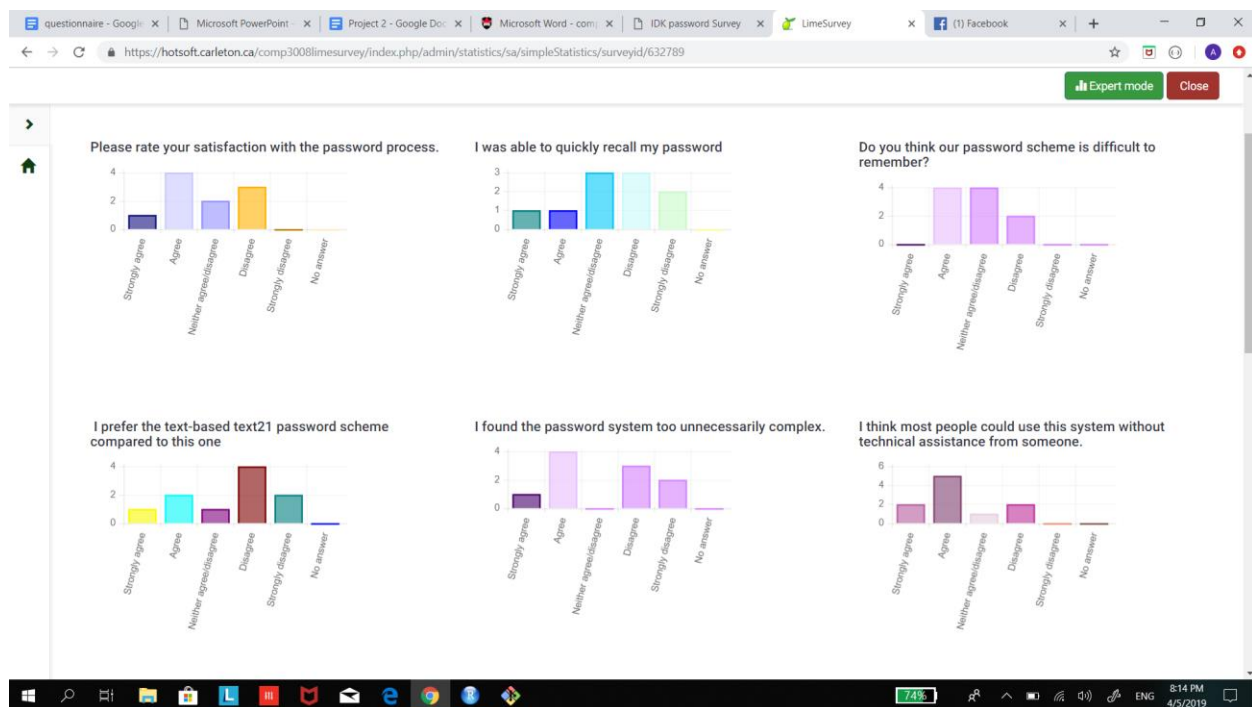 questionnaire - Google
Microsoft PowerPoint -
Project 2 - Google Doc
Microsoft Word - comp
IDK password Survey
LimeSurvey
(1) Facebook
https://hotsoft.carleton.ca/comp3008limesurvey/index.php/admin/statistics/sa/simpleStatistics/surveyid/632789
A
Expert mode
Close
Please rate your satisfaction with the password process.
4
2
0
Strongly agree
Agree
Neither agree/disagree
Disagree
Strongly disagree
No answer
I was able to quickly recall my password
3
2
1
0
Strongly agree
Agree
Neither agree/disagree
Disagree
Strongly disagree
No answer
Do you think our password scheme is difficult to
remember?
4
2
0
Strongly agree
Agree
Neither agree/disagree
Disagree
Strongly disagree
No answer
I prefer the text-based text21 password scheme
compared to this one
4
2
0
Strongly agree
Agree
Neither agree/disagree
Disagree
Strongly disagree
No answer
I found the password system too unnecessarily complex.
4
2
0
Strongly agree
Agree
Neither agree/disagree
Disagree
Strongly disagree
No answer
I think most people could use this system without
technical assistance from someone.
6
4
2
0
Strongly agree
Agree
Neither agree/disagree
Disagree
Strongly disagree
No answer
L
R
74%
ENG
8:14 PM
4/5/2019